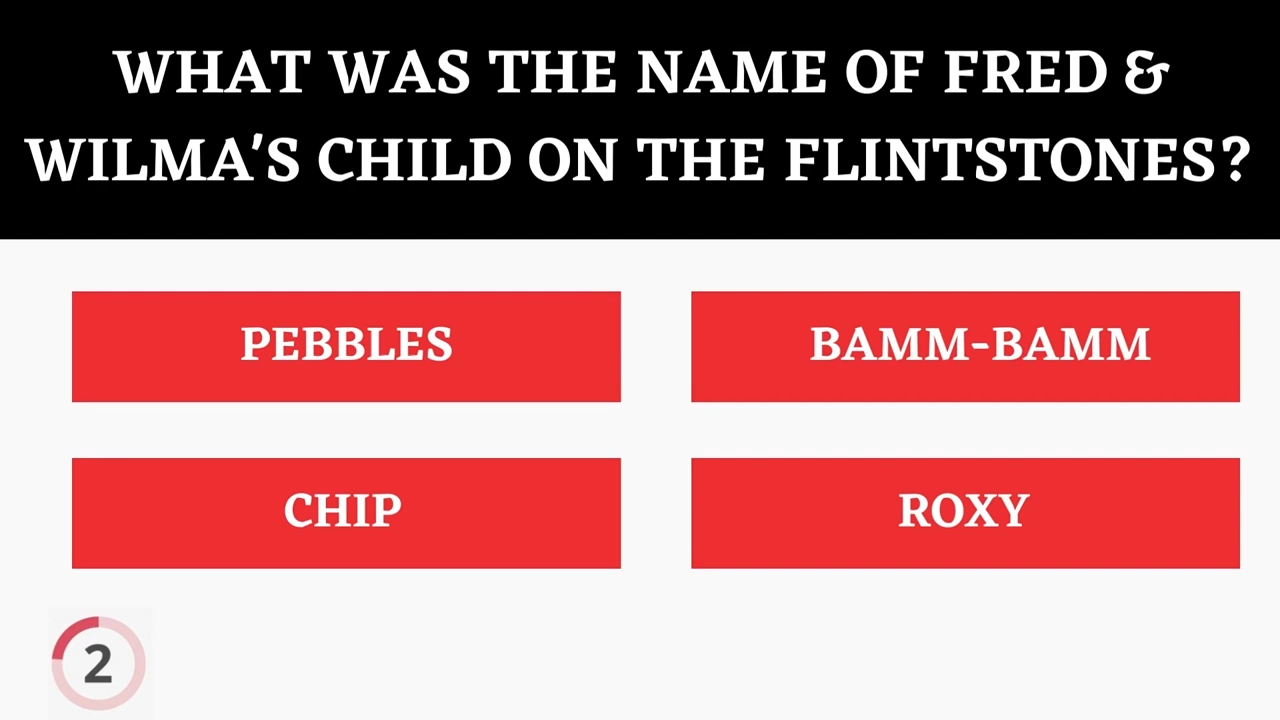 WHAT WAS THE NAME OF FRED &
WILMA'S CHILD ON THE FLINTSTONES?
PEBBLES
BAMM-BAMM
CHIP
ROXY
2